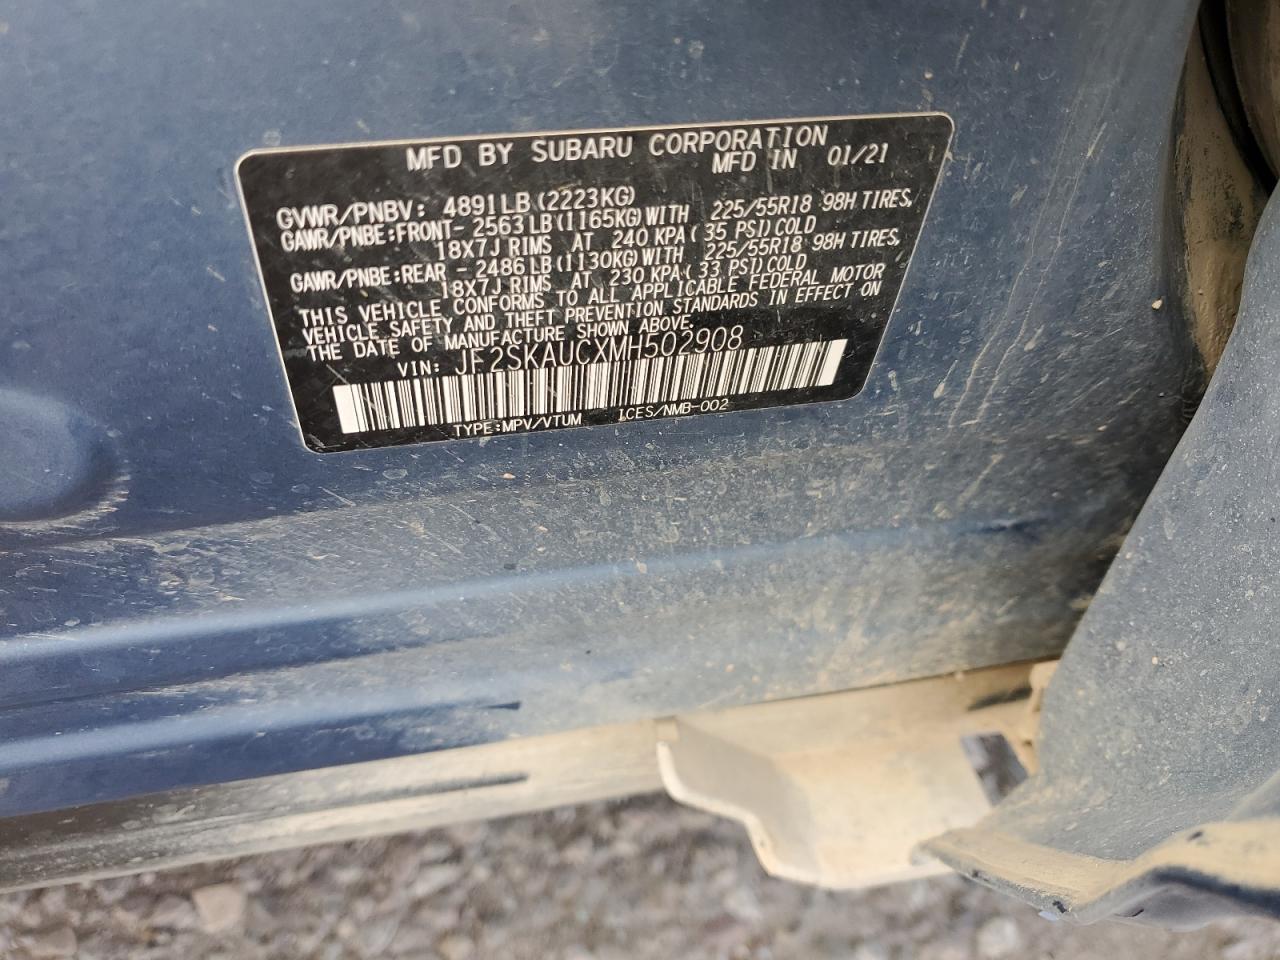 MFD BY SUBARU CORPORATION
MFD IN 01/21
GVWR/PNBV: 4891LB(2223KG)
GAWR/PNBE:FRONT- 2563LB(1165KG)WITH 225/55R18 98H TIRES,
18X7J RIMS AT 240 KPA( 35 PSI)COLD
GAWR/PNBE:REAR - 2486LB(1130KG)WITH 225/55R18 98H TIRES,
18X7J RIMS AT 230 KPA( 33 PSI)COLD
THIS VEHICLE CONFORMS TO ALL APPLICABLE FEDERAL MOTOR
VEHICLE SAFETY AND THEFT PREVENTION STANDARDS IN EFFECT ON
THE DATE OF MANUFACTURE SHOWN ABOVE.
VIN: JF2SKAUCXMH502908
TYPE:MPV/VTUM ICES/NMB-002